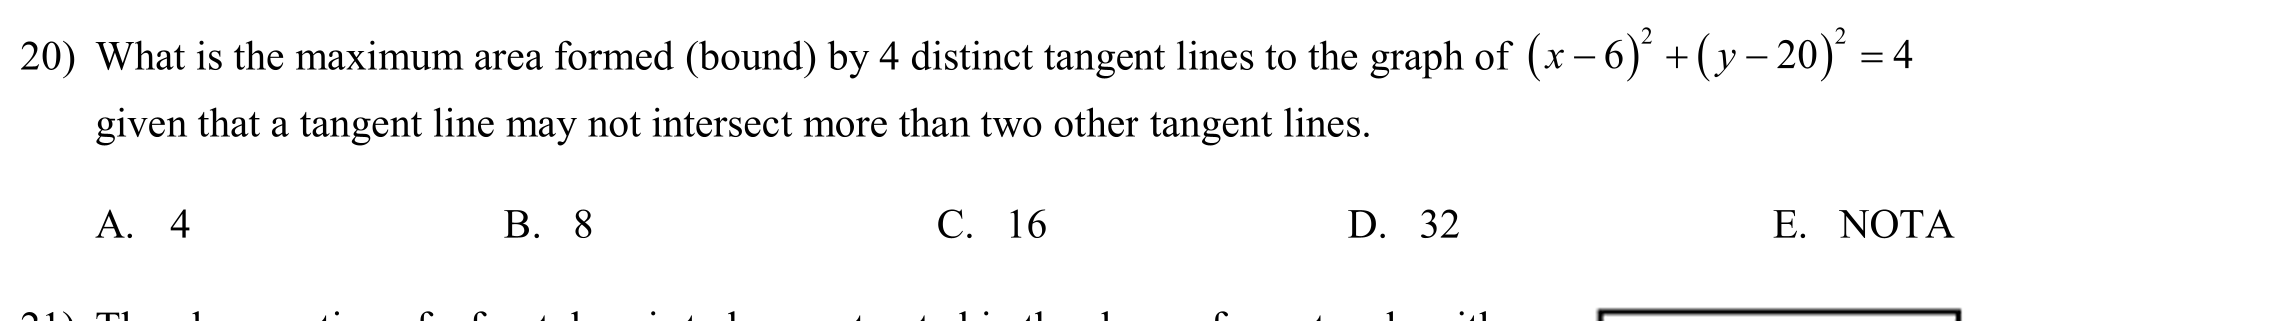 20) What is the maximum area formed (bound) by 4 distinct tangent lines to the graph of (x − 6)² + (y − 20)² = 4
given that a tangent line may not intersect more than two other tangent lines.
A. 4 B. 8 C. 16 D. 32 E. NOTA